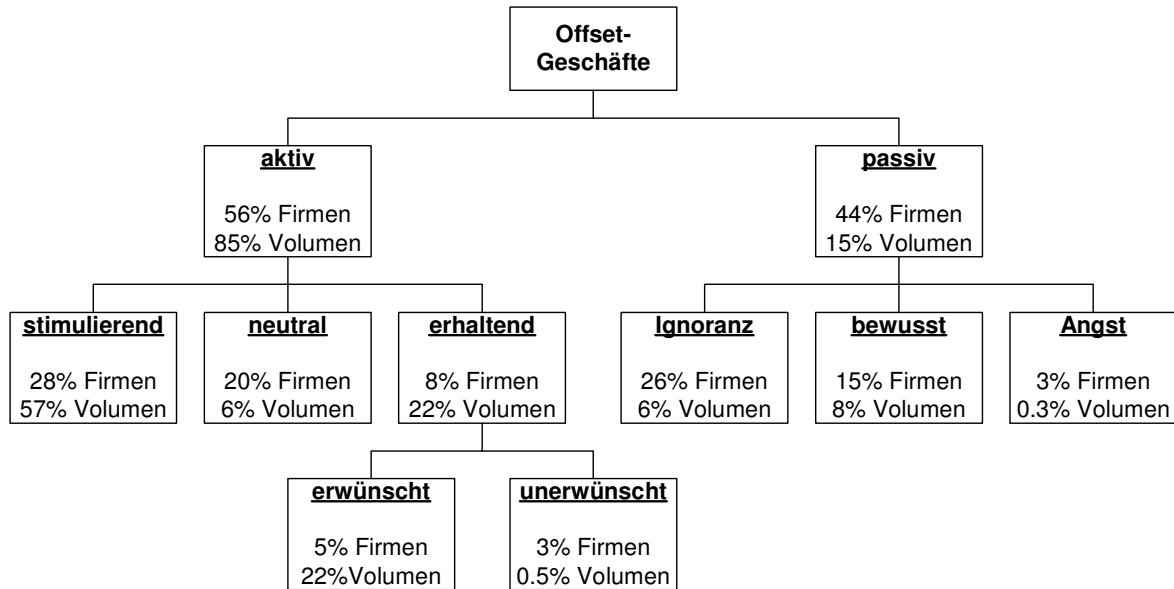 Offset-
Geschäfte
aktiv
56% Firmen
85% Volumen
passiv
44% Firmen
15% Volumen
stimulierend
28% Firmen
57% Volumen
neutral
20% Firmen
6% Volumen
erhaltend
8% Firmen
22% Volumen
Ignoranz
26% Firmen
6% Volumen
bewusst
15% Firmen
8% Volumen
Angst
3% Firmen
0.3% Volumen
erwünscht
5% Firmen
22%Volumen
unerwünscht
3% Firmen
0.5% Volumen